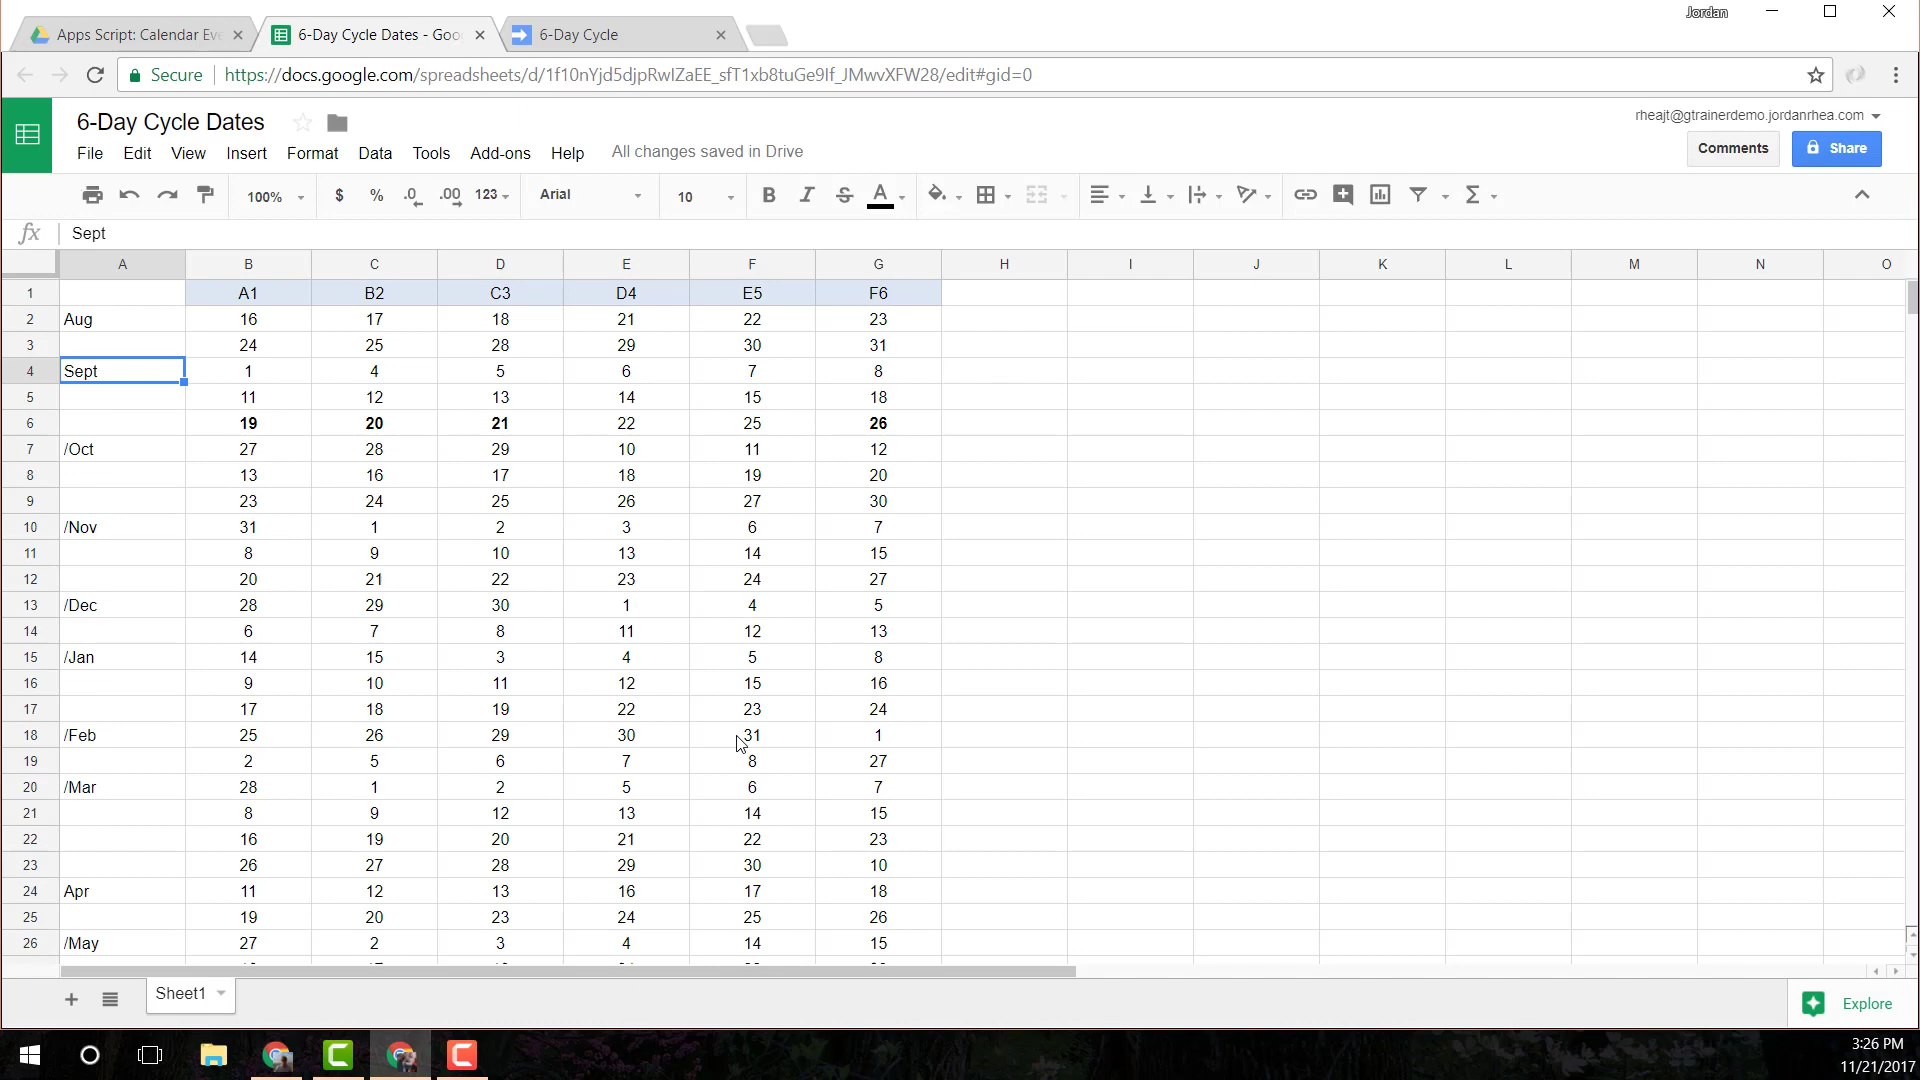 Jordan
Apps Script: Calendar Eve
6-Day Cycle Dates - Goo
6-Day Cycle
Secure
https://docs.google.com/spreadsheets/d/1f10nYjd5djpRwIZaEE_sfT1xb8tuGe9If_JMwvXFW28/edit#gid=0
6-Day Cycle Dates
rheajt@gtrainerdemo.jordanrhea.com
File Edit View Insert Format Data Tools Add-ons Help All changes saved in Drive
Comments
Share
100% $ % .0 .00 123 Arial 10 B I S A
fx Sept
A B C D E F G H I J K L M N O
1 A1 B2 C3 D4 E5 F6
2 Aug 16 17 18 21 22 23
3 24 25 28 29 30 31
4 Sept 1 4 5 6 7 8
5 11 12 13 14 15 18
6 19 20 21 22 25 26
7 /Oct 27 28 29 10 11 12
8 13 16 17 18 19 20
9 23 24 25 26 27 30
10 /Nov 31 1 2 3 6 7
11 8 9 10 13 14 15
12 20 21 22 23 24 27
13 /Dec 28 29 30 1 4 5
14 6 7 8 11 12 13
15 /Jan 14 15 3 4 5 8
16 9 10 11 12 15 16
17 17 18 19 22 23 24
18 /Feb 25 26 29 30 31 1
19 2 5 6 7 8 27
20 /Mar 28 1 2 5 6 7
21 8 9 12 13 14 15
22 16 19 20 21 22 23
23 26 27 28 29 30 10
24 Apr 11 12 13 16 17 18
25 19 20 23 24 25 26
26 /May 27 2 3 4 14 15
Sheet1
Explore
3:26 PM
11/21/2017